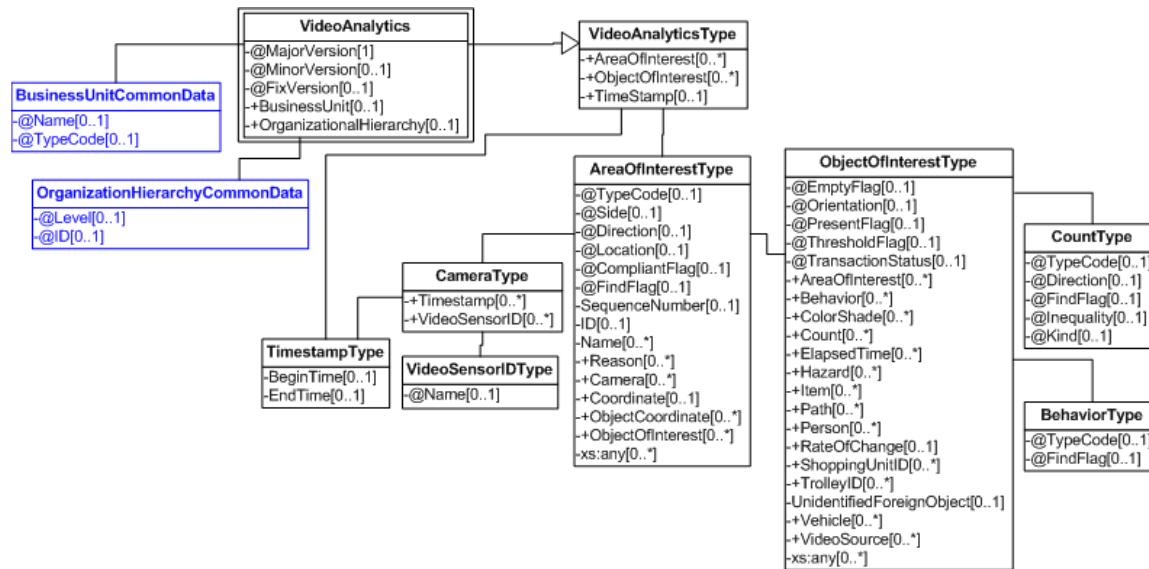 VideoAnalytics
-@MajorVersion[1]
-@MinorVersion[0..1]
-@FixVersion[0..1]
-+BusinessUnit[0..1]
-+OrganizationalHierarchy[0..1]
VideoAnalyticsType
-+AreaOfInterest[0..*]
-+ObjectOfInterest[0..*]
-+TimeStamp[0..1]
BusinessUnitCommonData
-@Name[0..1]
-@TypeCode[0..1]
OrganizationHierarchyCommonData
-@Level[0..1]
-@ID[0..1]
AreaOfInterestType
-@TypeCode[0..1]
-@Side[0..1]
-@Direction[0..1]
-@Location[0..1]
-@CompliantFlag[0..1]
-@FindFlag[0..1]
-SequenceNumber[0..1]
-ID[0..1]
-Name[0..*]
-+Reason[0..*]
-+Camera[0..*]
-+Coordinate[0..1]
-+ObjectCoordinate[0..*]
-+ObjectOfInterest[0..*]
-xs:any[0..*]
ObjectOfInterestType
-@EmptyFlag[0..1]
-@Orientation[0..1]
-@PresentFlag[0..1]
-@ThresholdFlag[0..1]
-@TransactionStatus[0..1]
-+AreaOfInterest[0..*]
-+Behavior[0..*]
-+ColorShade[0..*]
-+Count[0..*]
-+ElapsedTime[0..*]
-+Hazard[0..*]
-+Item[0..*]
-+Path[0..*]
-+Person[0..*]
-+RateOfChange[0..1]
-+ShoppingUnitID[0..*]
-+TrolleyID[0..*]
-UnidentifiedForeignObject[0..1]
-+Vehicle[0..*]
-+VideoSource[0..*]
-xs:any[0..*]
CountType
-@TypeCode[0..1]
-@Direction[0..1]
-@FindFlag[0..1]
-@Inequality[0..1]
-@Kind[0..1]
CameraType
-+Timestamp[0..*]
-+VideoSensorID[0..*]
TimestampType
-BeginTime[0..1]
-EndTime[0..1]
VideoSensorIDType
-@Name[0..1]
BehaviorType
-@TypeCode[0..1]
-@FindFlag[0..1]